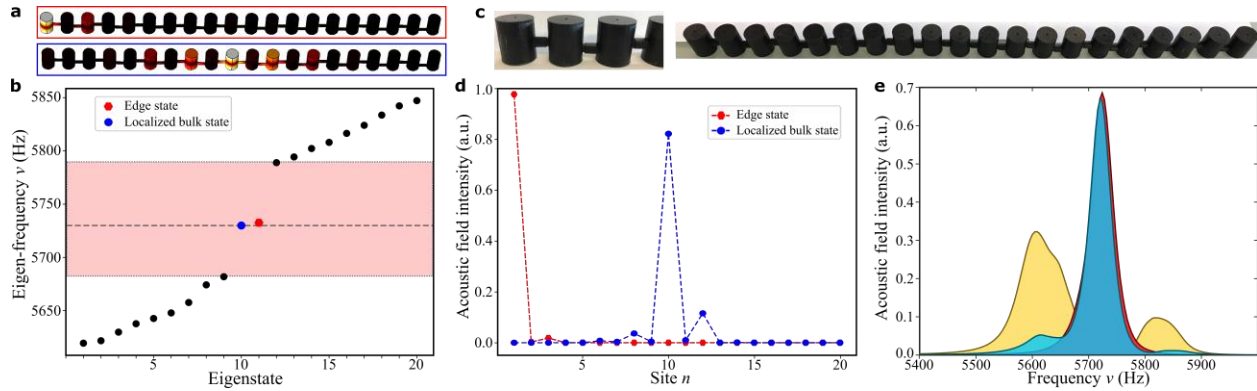 a
b
Eigen-frequency ν (Hz)
5850
5800
5750
5700
5650
Edge state
Localized bulk state
5
10
15
20
Eigenstate
c
d
Acoustic field intensity (a.u.)
1.0
0.8
0.6
0.4
0.2
0.0
Edge state
Localized bulk state
5
10
15
20
Site n
e
Acoustic field intensity (a.u.)
0.7
0.6
0.5
0.4
0.3
0.2
0.1
0.0
5400
5500
5600
5700
5800
5900
Frequency ν (Hz)